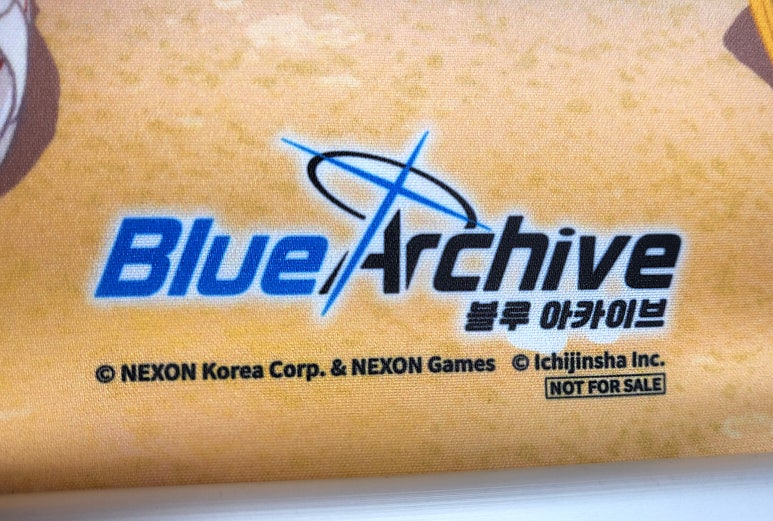 Blue Archive
블루 아카이브
© NEXON Korea Corp. & NEXON Games © Ichijinsha Inc.
NOT FOR SALE